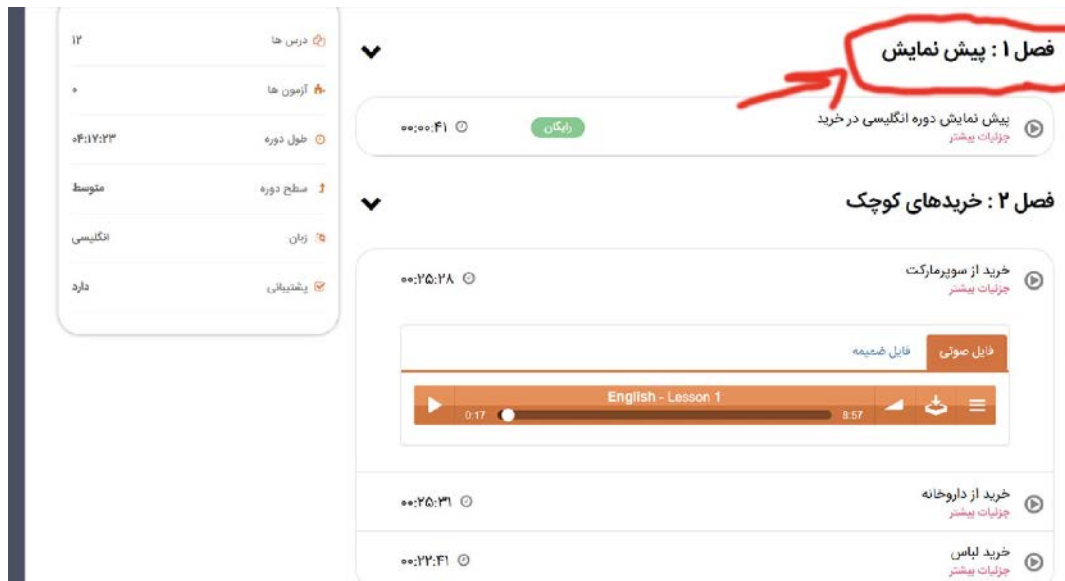 فصل ۱ : پیش نمایش
پیش نمایش دوره انگلیسی در خرید
جزئیات بیشتر
رایگان
۰۰:۰۰:۴۱
فصل ۲ : خریدهای کوچک
خرید از سوپرمارکت
جزئیات بیشتر
۰۰:۲۵:۲۸
فایل صوتی
فایل ضمیمه
English - Lesson 1
0:17
8:57
خرید از داروخانه
جزئیات بیشتر
۰۰:۲۵:۳۱
خرید لباس
جزئیات بیشتر
۰۰:۲۲:۴۱
درس ها ۱۲
آزمون ها ۰
طول دوره ۰۴:۱۷:۲۳
سطح دوره متوسط
زبان انگلیسی
پشتیبانی دارد